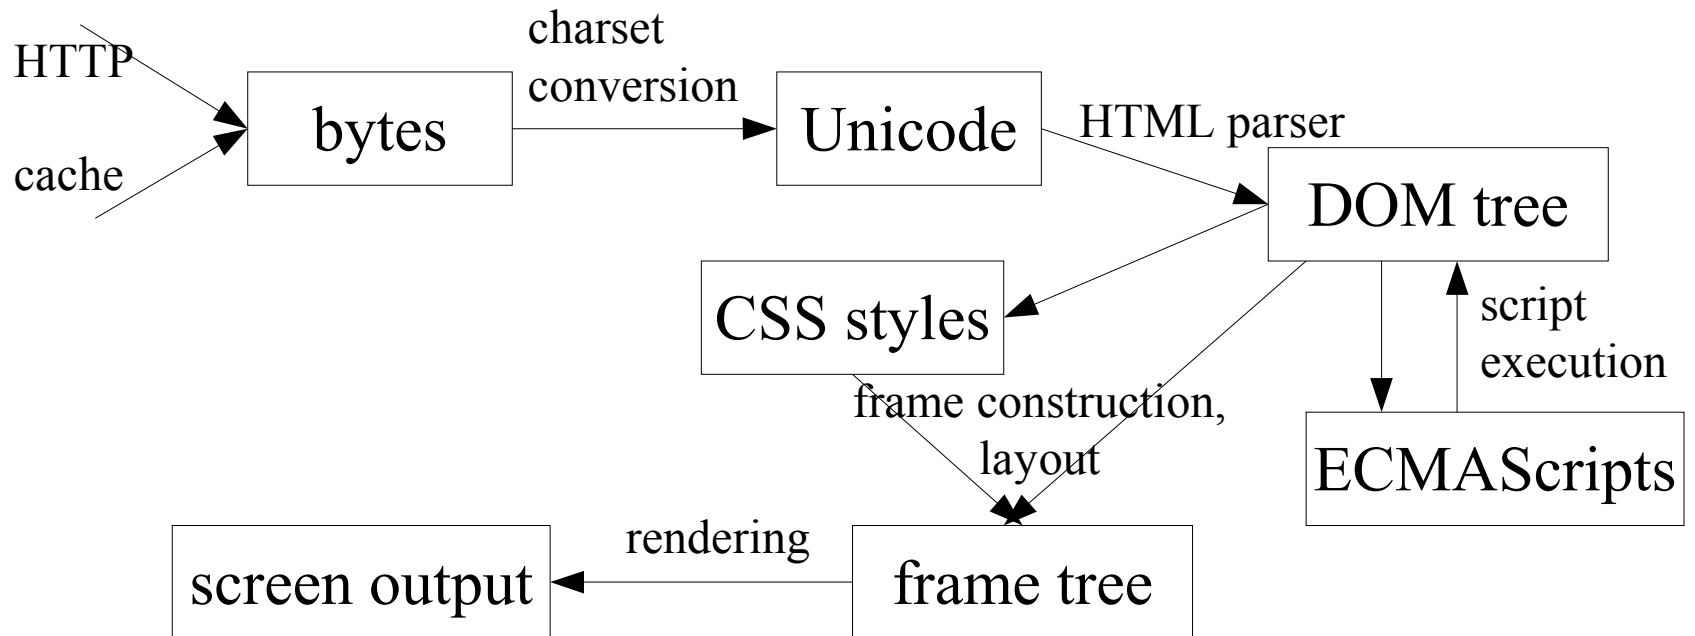 HTTP
cache
bytes
charset
conversion
Unicode
HTML parser
DOM tree
CSS styles
script
execution
frame construction,
layout
ECMAScripts
rendering
screen output
frame tree